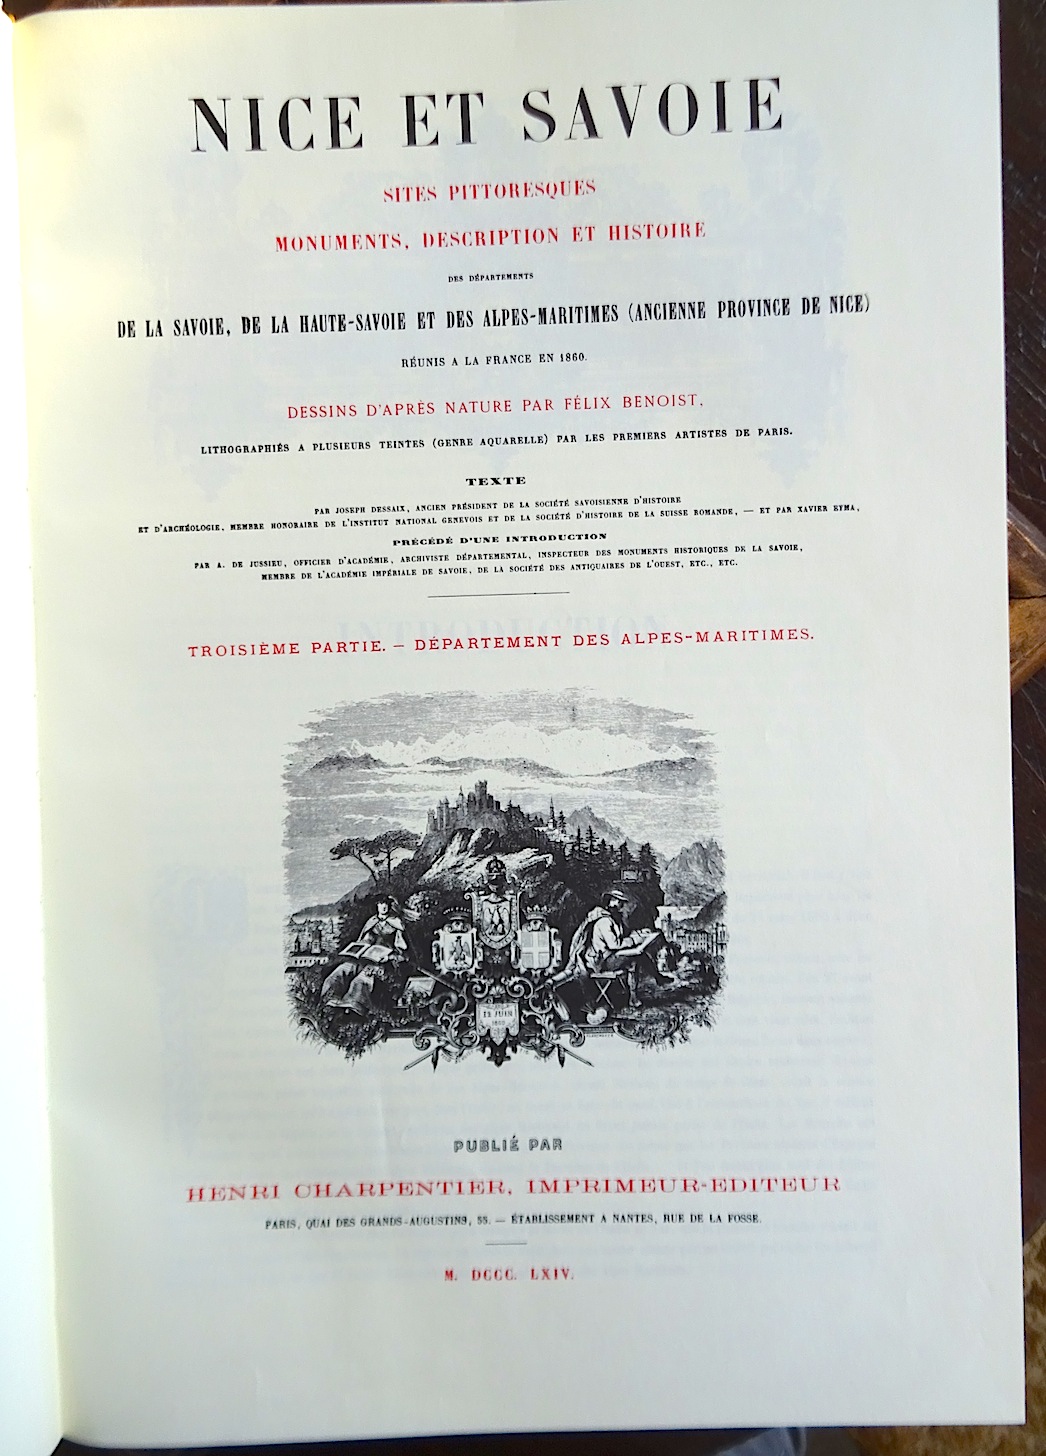 NICE ET SAVOIE
SITES PITTORESQUES
MONUMENTS, DESCRIPTION ET HISTOIRE
DES DÉPARTEMENTS
DE LA SAVOIE, DE LA HAUTE-SAVOIE ET DES ALPES-MARITIMES (ANCIENNE PROVINCE DE NICE)
RÉUNIS A LA FRANCE EN 1860.
DESSINS D'APRÈS NATURE PAR FÉLIX BENOIST,
LITHOGRAPHIÉS A PLUSIEURS TEINTES (GENRE AQUARELLE) PAR LES PREMIERS ARTISTES DE PARIS.
TEXTE
PAR JOSEPH DESSAIX, ANCIEN PRÉSIDENT DE LA SOCIÉTÉ SAVOISIENNE D'HISTOIRE
ET D'ARCHÉOLOGIE, MEMBRE HONORAIRE DE L'INSTITUT NATIONAL GENEVOIS ET DE LA SOCIÉTÉ D'HISTOIRE DE LA SUISSE ROMANDE, — ET PAR XAVIER EYMA,
PRÉCÉDÉ D'UNE INTRODUCTION
PAR A. DE JUSSIEU, OFFICIER D'ACADÉMIE, ARCHIVISTE DÉPARTEMENTAL, INSPECTEUR DES MONUMENTS HISTORIQUES DE LA SAVOIE,
MEMBRE DE L'ACADÉMIE IMPÉRIALE DE SAVOIE, DE LA SOCIÉTÉ DES ANTIQUAIRES DE L'OUEST, ETC., ETC.
TROISIÈME PARTIE. — DÉPARTEMENT DES ALPES-MARITIMES.
12 JUIN
1860
PUBLIÉ PAR
HENRI CHARPENTIER, IMPRIMEUR-EDITEUR
PARIS, QUAI DES GRANDS-AUGUSTINS, 55. — ÉTABLISSEMENT A NANTES, RUE DE LA FOSSE.
M. DCCC. LXIV.